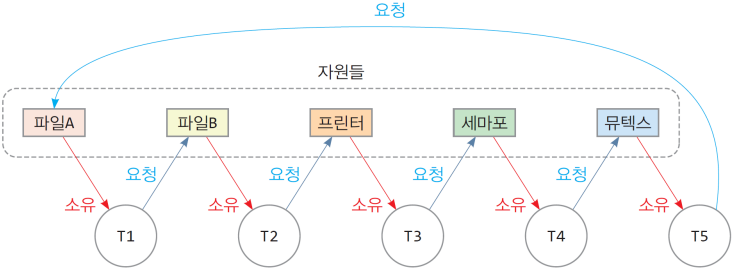 요청
자원들
파일A 파일B 프린터 세마포 뮤텍스
요청 요청 요청 요청
소유 소유 소유 소유 소유
T1 T2 T3 T4 T5